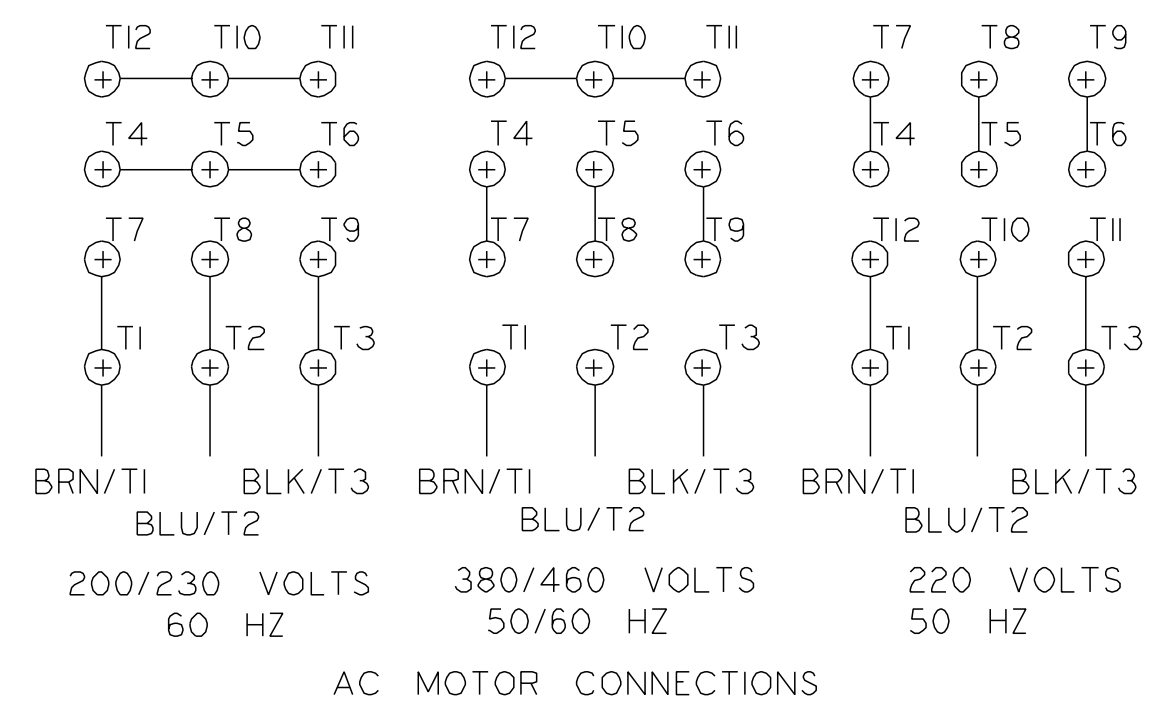 T12 T10 T11
T4 T5 T6
T7 T8 T9
T1 T2 T3
BRN/T1 BLK/T3
BLU/T2
200/230 VOLTS
60 HZ
T12 T10 T11
T4 T5 T6
T7 T8 T9
T1 T2 T3
BRN/T1 BLK/T3
BLU/T2
380/460 VOLTS
50/60 HZ
T7 T8 T9
T4 T5 T6
T12 T10 T11
T1 T2 T3
BRN/T1 BLK/T3
BLU/T2
220 VOLTS
50 HZ
AC MOTOR CONNECTIONS